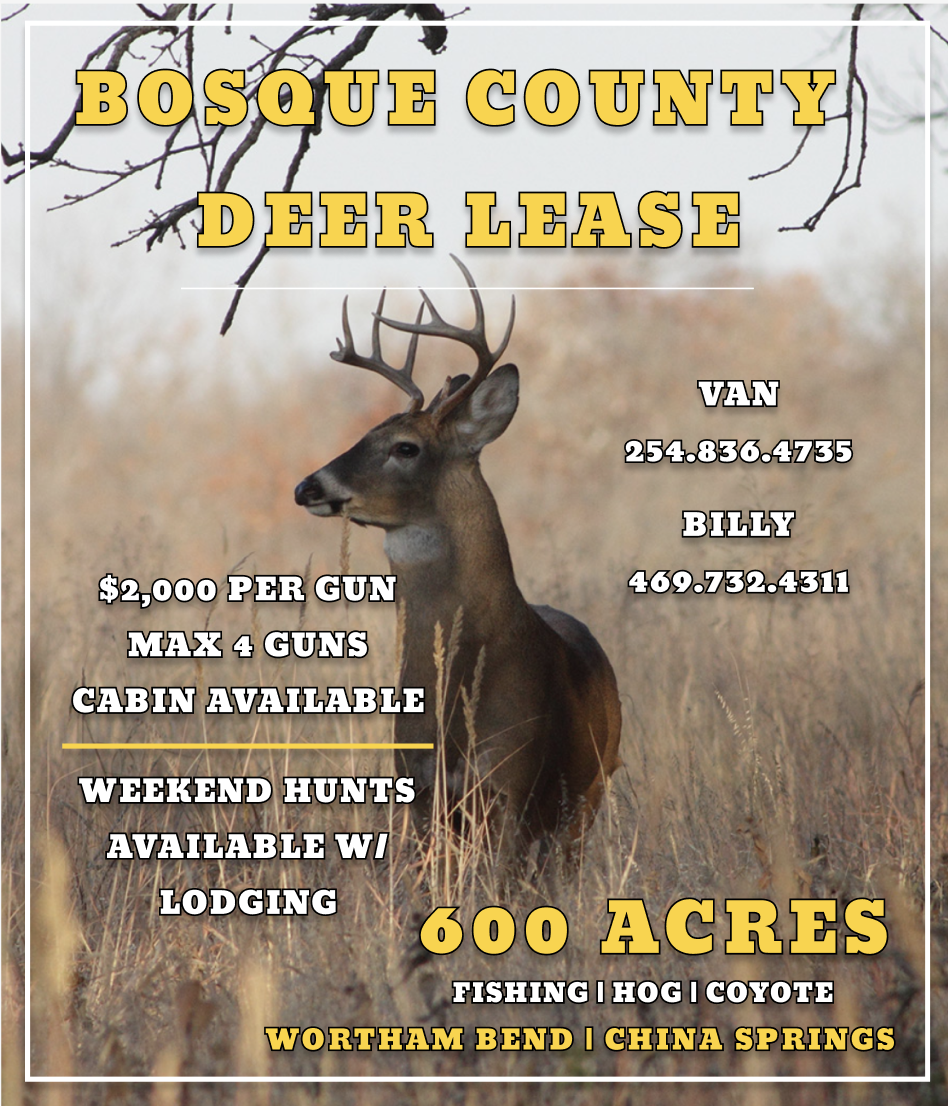 BOSQUE COUNTY
DEER LEASE
VAN
254.836.4735
BILLY
469.732.4311
$2,000 PER GUN
MAX 4 GUNS
CABIN AVAILABLE
WEEKEND HUNTS
AVAILABLE W/
LODGING
600 ACRES
FISHING | HOG | COYOTE
WORTHAM BEND | CHINA SPRINGS